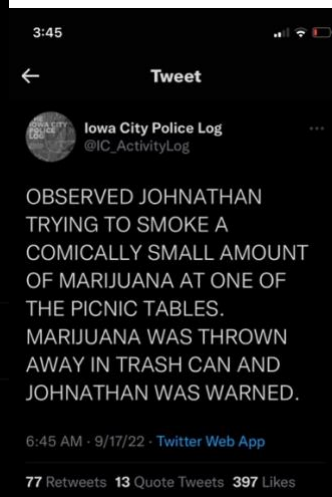 3:45
Tweet
Iowa City Police Log
@IC_ActivityLog
OBSERVED JOHNATHAN
TRYING TO SMOKE A
COMICALLY SMALL AMOUNT
OF MARIJUANA AT ONE OF
THE PICNIC TABLES.
MARIJUANA WAS THROWN
AWAY IN TRASH CAN AND
JOHNATHAN WAS WARNED.
6:45 AM · 9/17/22 · Twitter Web App
77 Retweets 13 Quote Tweets 397 Likes